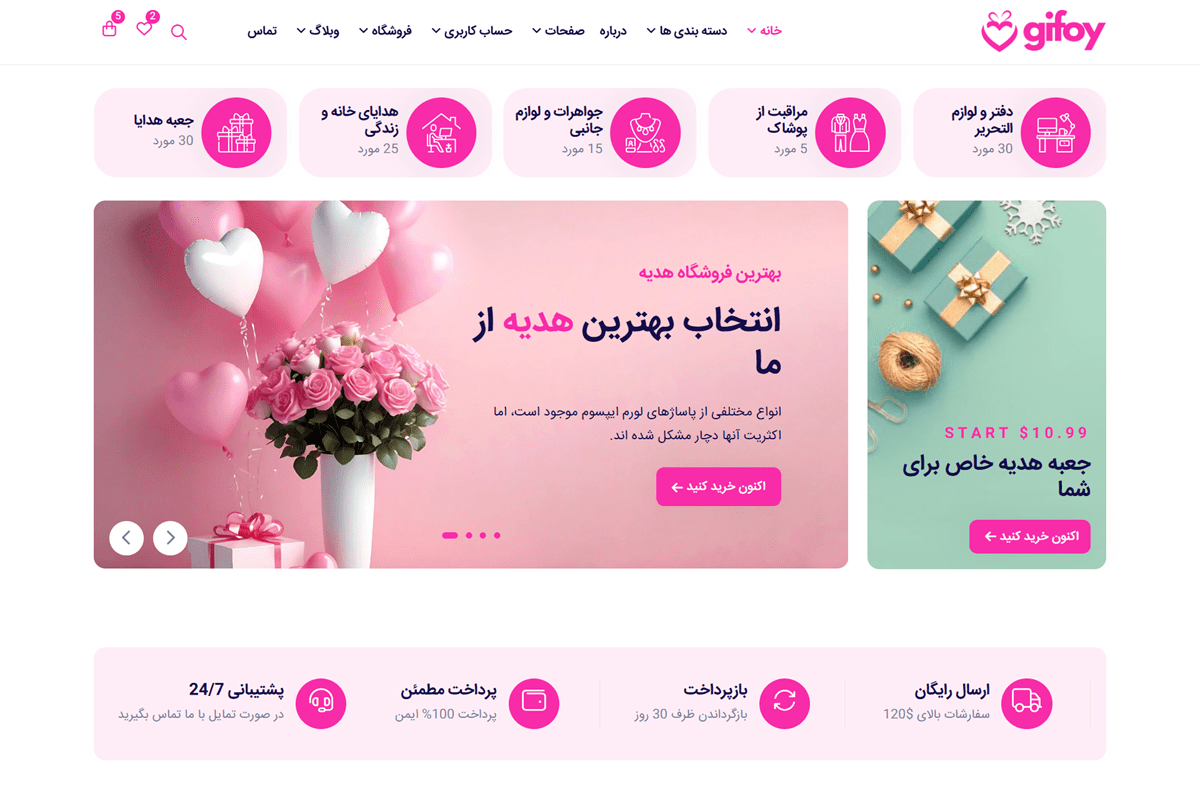 gifoy
خانه
دسته بندی ها
درباره
صفحات
حساب کاربری
فروشگاه
وبلاگ
تماس
2
5
دفتر و لوازم
التحریر
30 مورد
مراقبت از
پوشاک
5 مورد
جواهرات و لوازم
جانبی
15 مورد
هدایای خانه و
زندگی
25 مورد
جعبه هدایا
30 مورد
START $10.99
جعبه هدیه خاص برای
شما
اکنون خرید کنید
بهترین فروشگاه هدیه
انتخاب بهترین هدیه از
ما
انواع مختلفی از پاساژهای لورم ایپسوم موجود است، اما
اکثریت آنها دچار مشکل شده اند.
اکنون خرید کنید
ارسال رایگان
سفارشات بالای 120$
بازپرداخت
بازگرداندن ظرف 30 روز
پرداخت مطمئن
پرداخت 100% ایمن
پشتیبانی 24/7
در صورت تمایل با ما تماس بگیرید